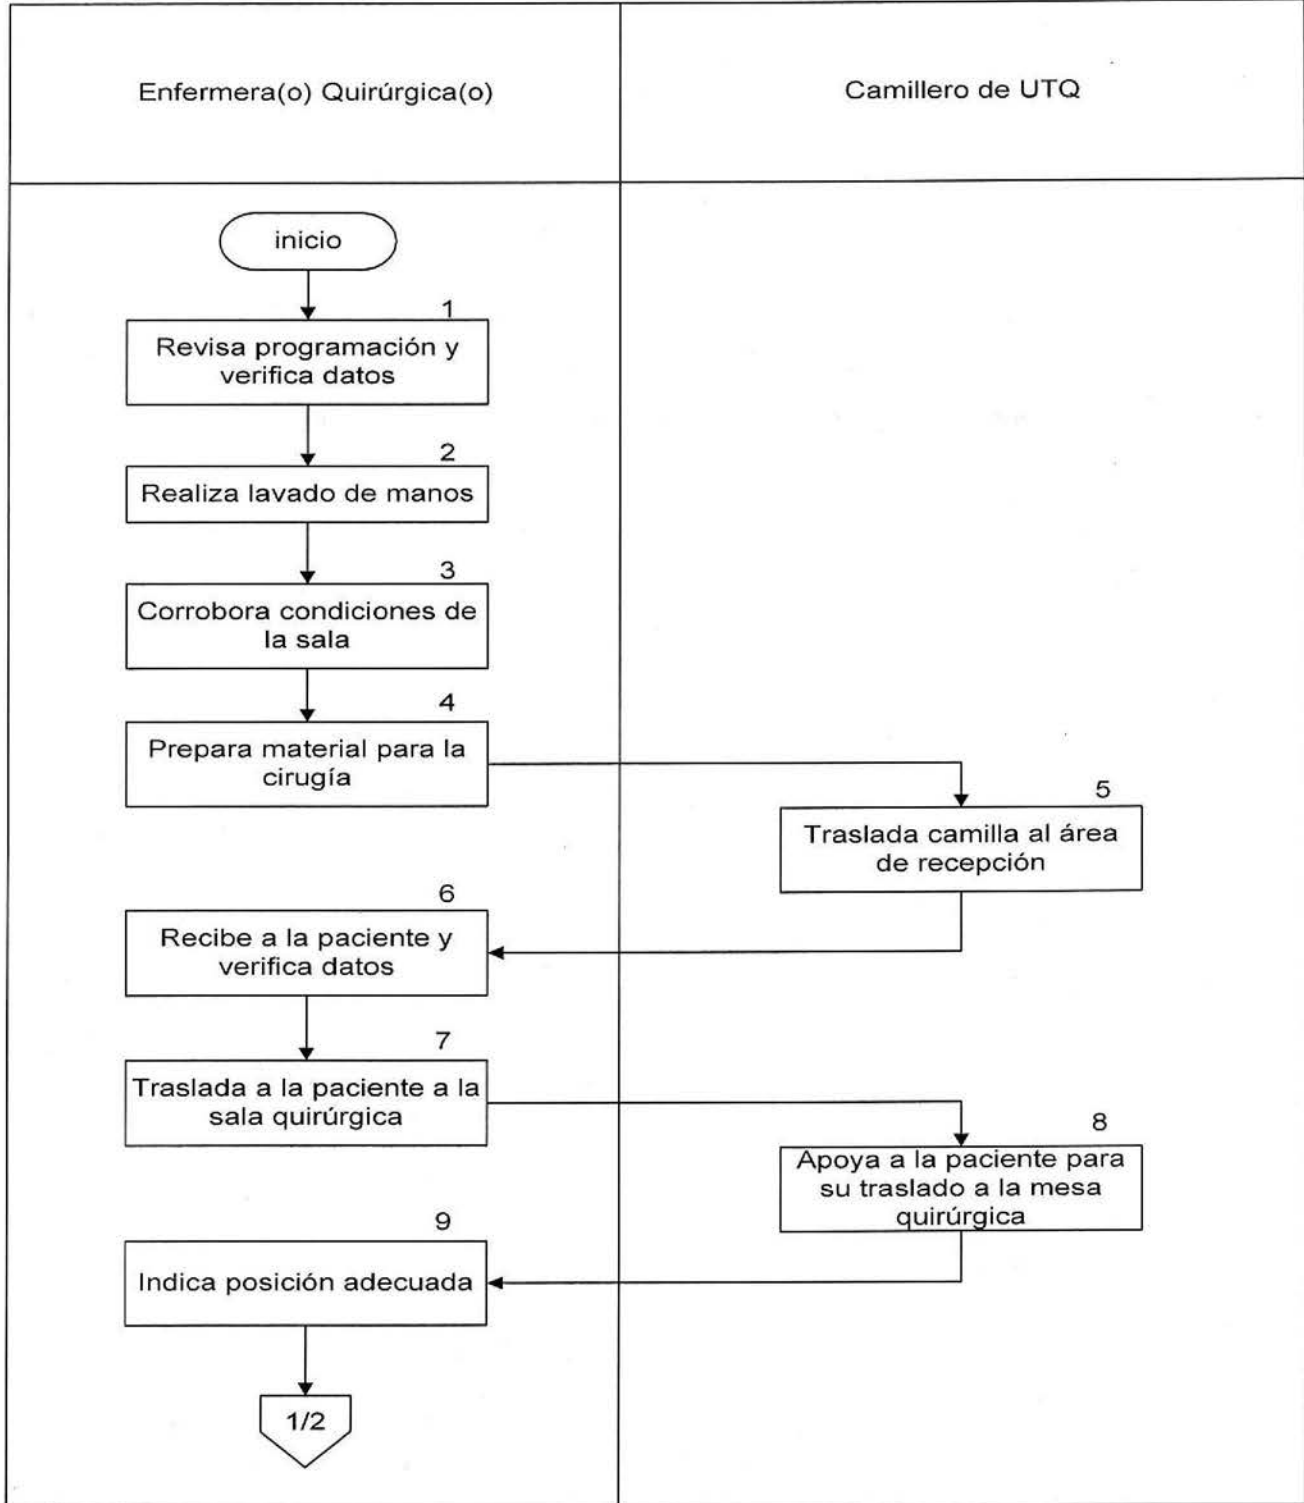 Enfermera(o) Quirúrgica(o)
Camillero de UTQ
inicio
1
Revisa programación y
verifica datos
2
Realiza lavado de manos
3
Corrobora condiciones de
la sala
4
Prepara material para la
cirugía
5
Traslada camilla al área
de recepción
6
Recibe a la paciente y
verifica datos
7
Traslada a la paciente a la
sala quirúrgica
8
Apoya a la paciente para
su traslado a la mesa
quirúrgica
9
Indica posición adecuada
1/2